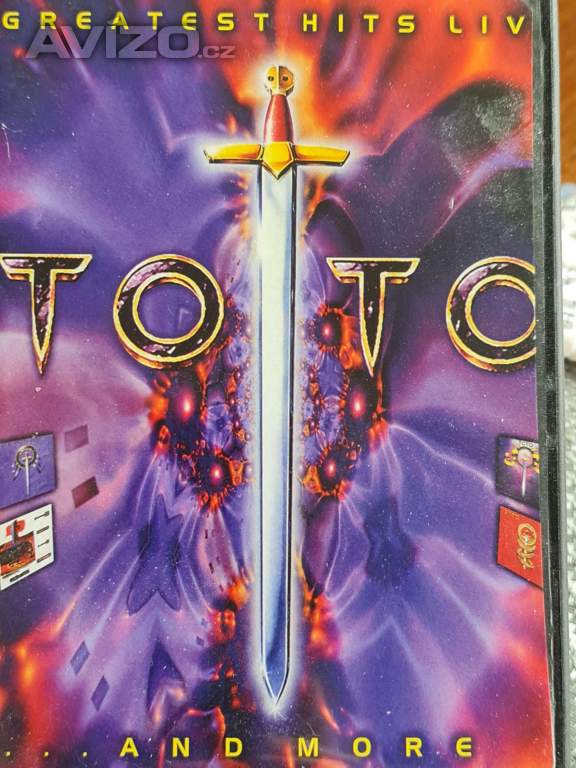 GREATEST HITS LIV
AVIZO.cz
TOTO
...AND MORE